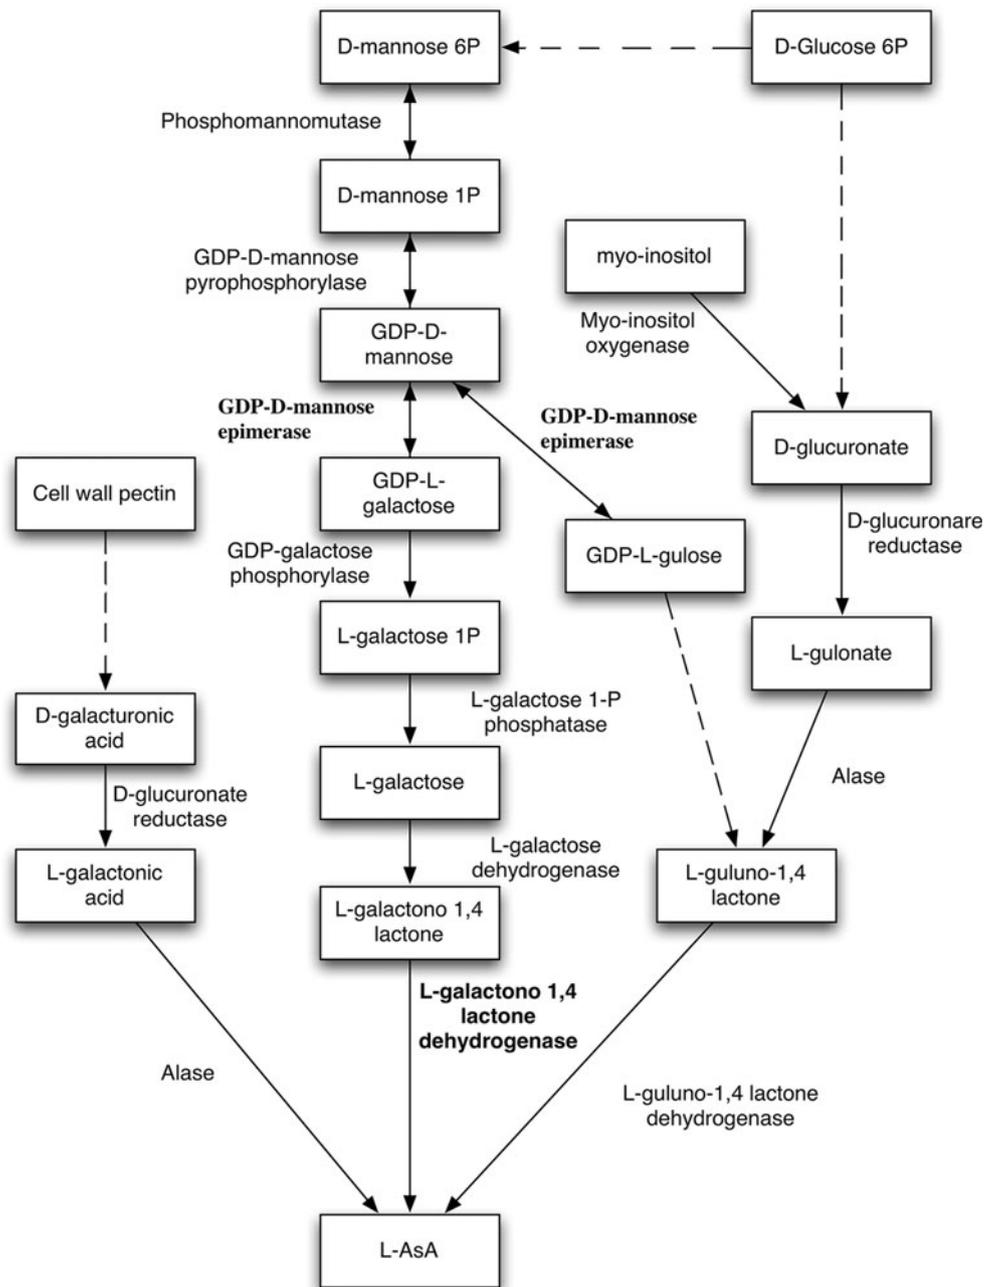 D-mannose 6P
D-Glucose 6P
Phosphomannomutase
D-mannose 1P
myo-inositol
GDP-D-mannose
pyrophosphorylase
Myo-inositol
oxygenase
GDP-D-
mannose
GDP-D-mannose
epimerase
GDP-D-mannose
epimerase
D-glucuronate
Cell wall pectin
GDP-L-
galactose
D-glucuronare
reductase
GDP-galactose
phosphorylase
GDP-L-gulose
L-galactose 1P
L-gulonate
L-galactose 1-P
phosphatase
D-galacturonic
acid
L-galactose
Alase
D-glucuronate
reductase
L-galactose
dehydrogenase
L-galactonic
acid
L-galactono 1,4
lactone
L-guluno-1,4
lactone
L-galactono 1,4
lactone
dehydrogenase
Alase
L-guluno-1,4 lactone
dehydrogenase
L-AsA